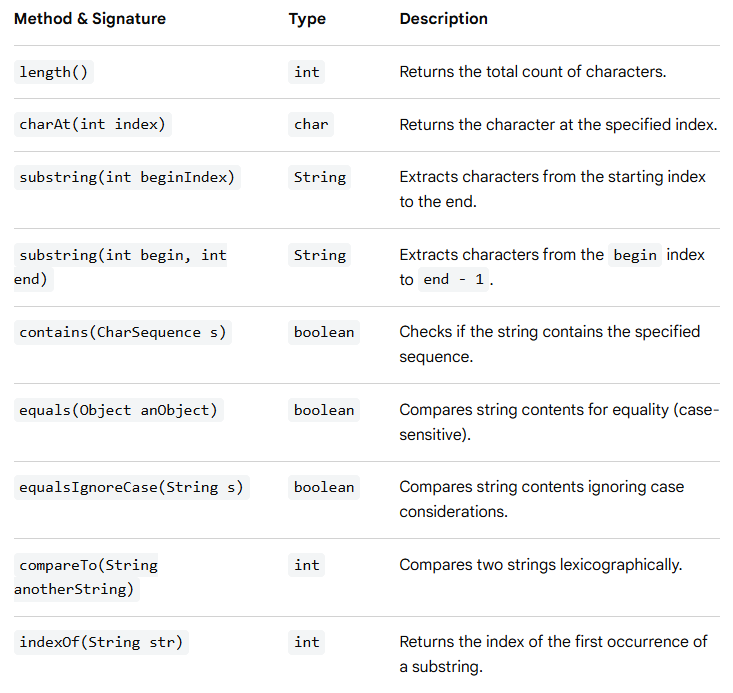 Method & Signature Type Description
length() int Returns the total count of characters.
charAt(int index) char Returns the character at the specified index.
substring(int beginIndex) String Extracts characters from the starting index
to the end.
substring(int begin, int String Extracts characters from the begin index
end) to end - 1 .
contains(CharSequence s) boolean Checks if the string contains the specified
sequence.
equals(Object anObject) boolean Compares string contents for equality (case-
sensitive).
equalsIgnoreCase(String s) boolean Compares string contents ignoring case
considerations.
compareTo(String int Compares two strings lexicographically.
anotherString)
indexOf(String str) int Returns the index of the first occurrence of
a substring.